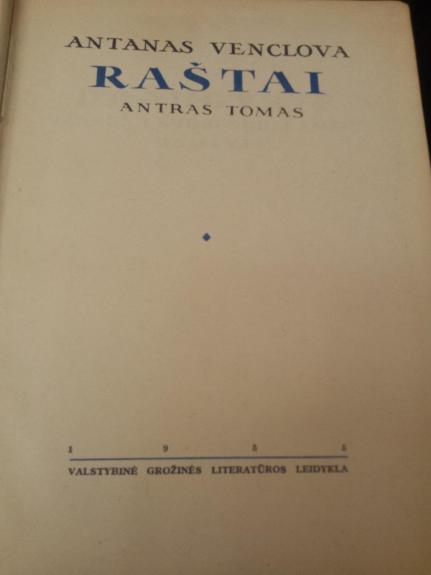 ANTANAS VENCLOVA
RAŠTAI
ANTRAS TOMAS
1 9 5 5
VALSTYBINĖ GROŽINĖS LITERATŪROS LEIDYKLA